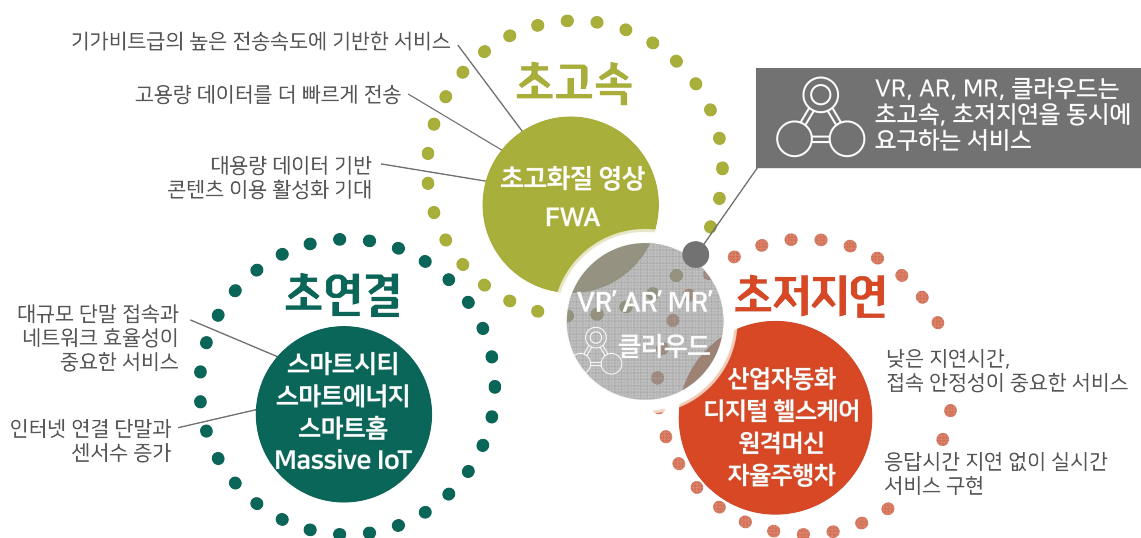 기가비트급의 높은 전송속도에 기반한 서비스
고용량 데이터를 더 빠르게 전송
대용량 데이터 기반
콘텐츠 이용 활성화 기대
초고속
초고화질 영상
FWA
VR, AR, MR, 클라우드는
초고속, 초저지연을 동시에
요구하는 서비스
VR′ AR′ MR′
클라우드
초연결
대규모 단말 접속과
네트워크 효율성이
중요한 서비스
인터넷 연결 단말과
센서수 증가
스마트시티
스마트에너지
스마트홈
Massive IoT
초저지연
산업자동화
디지털 헬스케어
원격머신
자율주행차
낮은 지연시간,
접속 안정성이 중요한 서비스
응답시간 지연 없이 실시간
서비스 구현